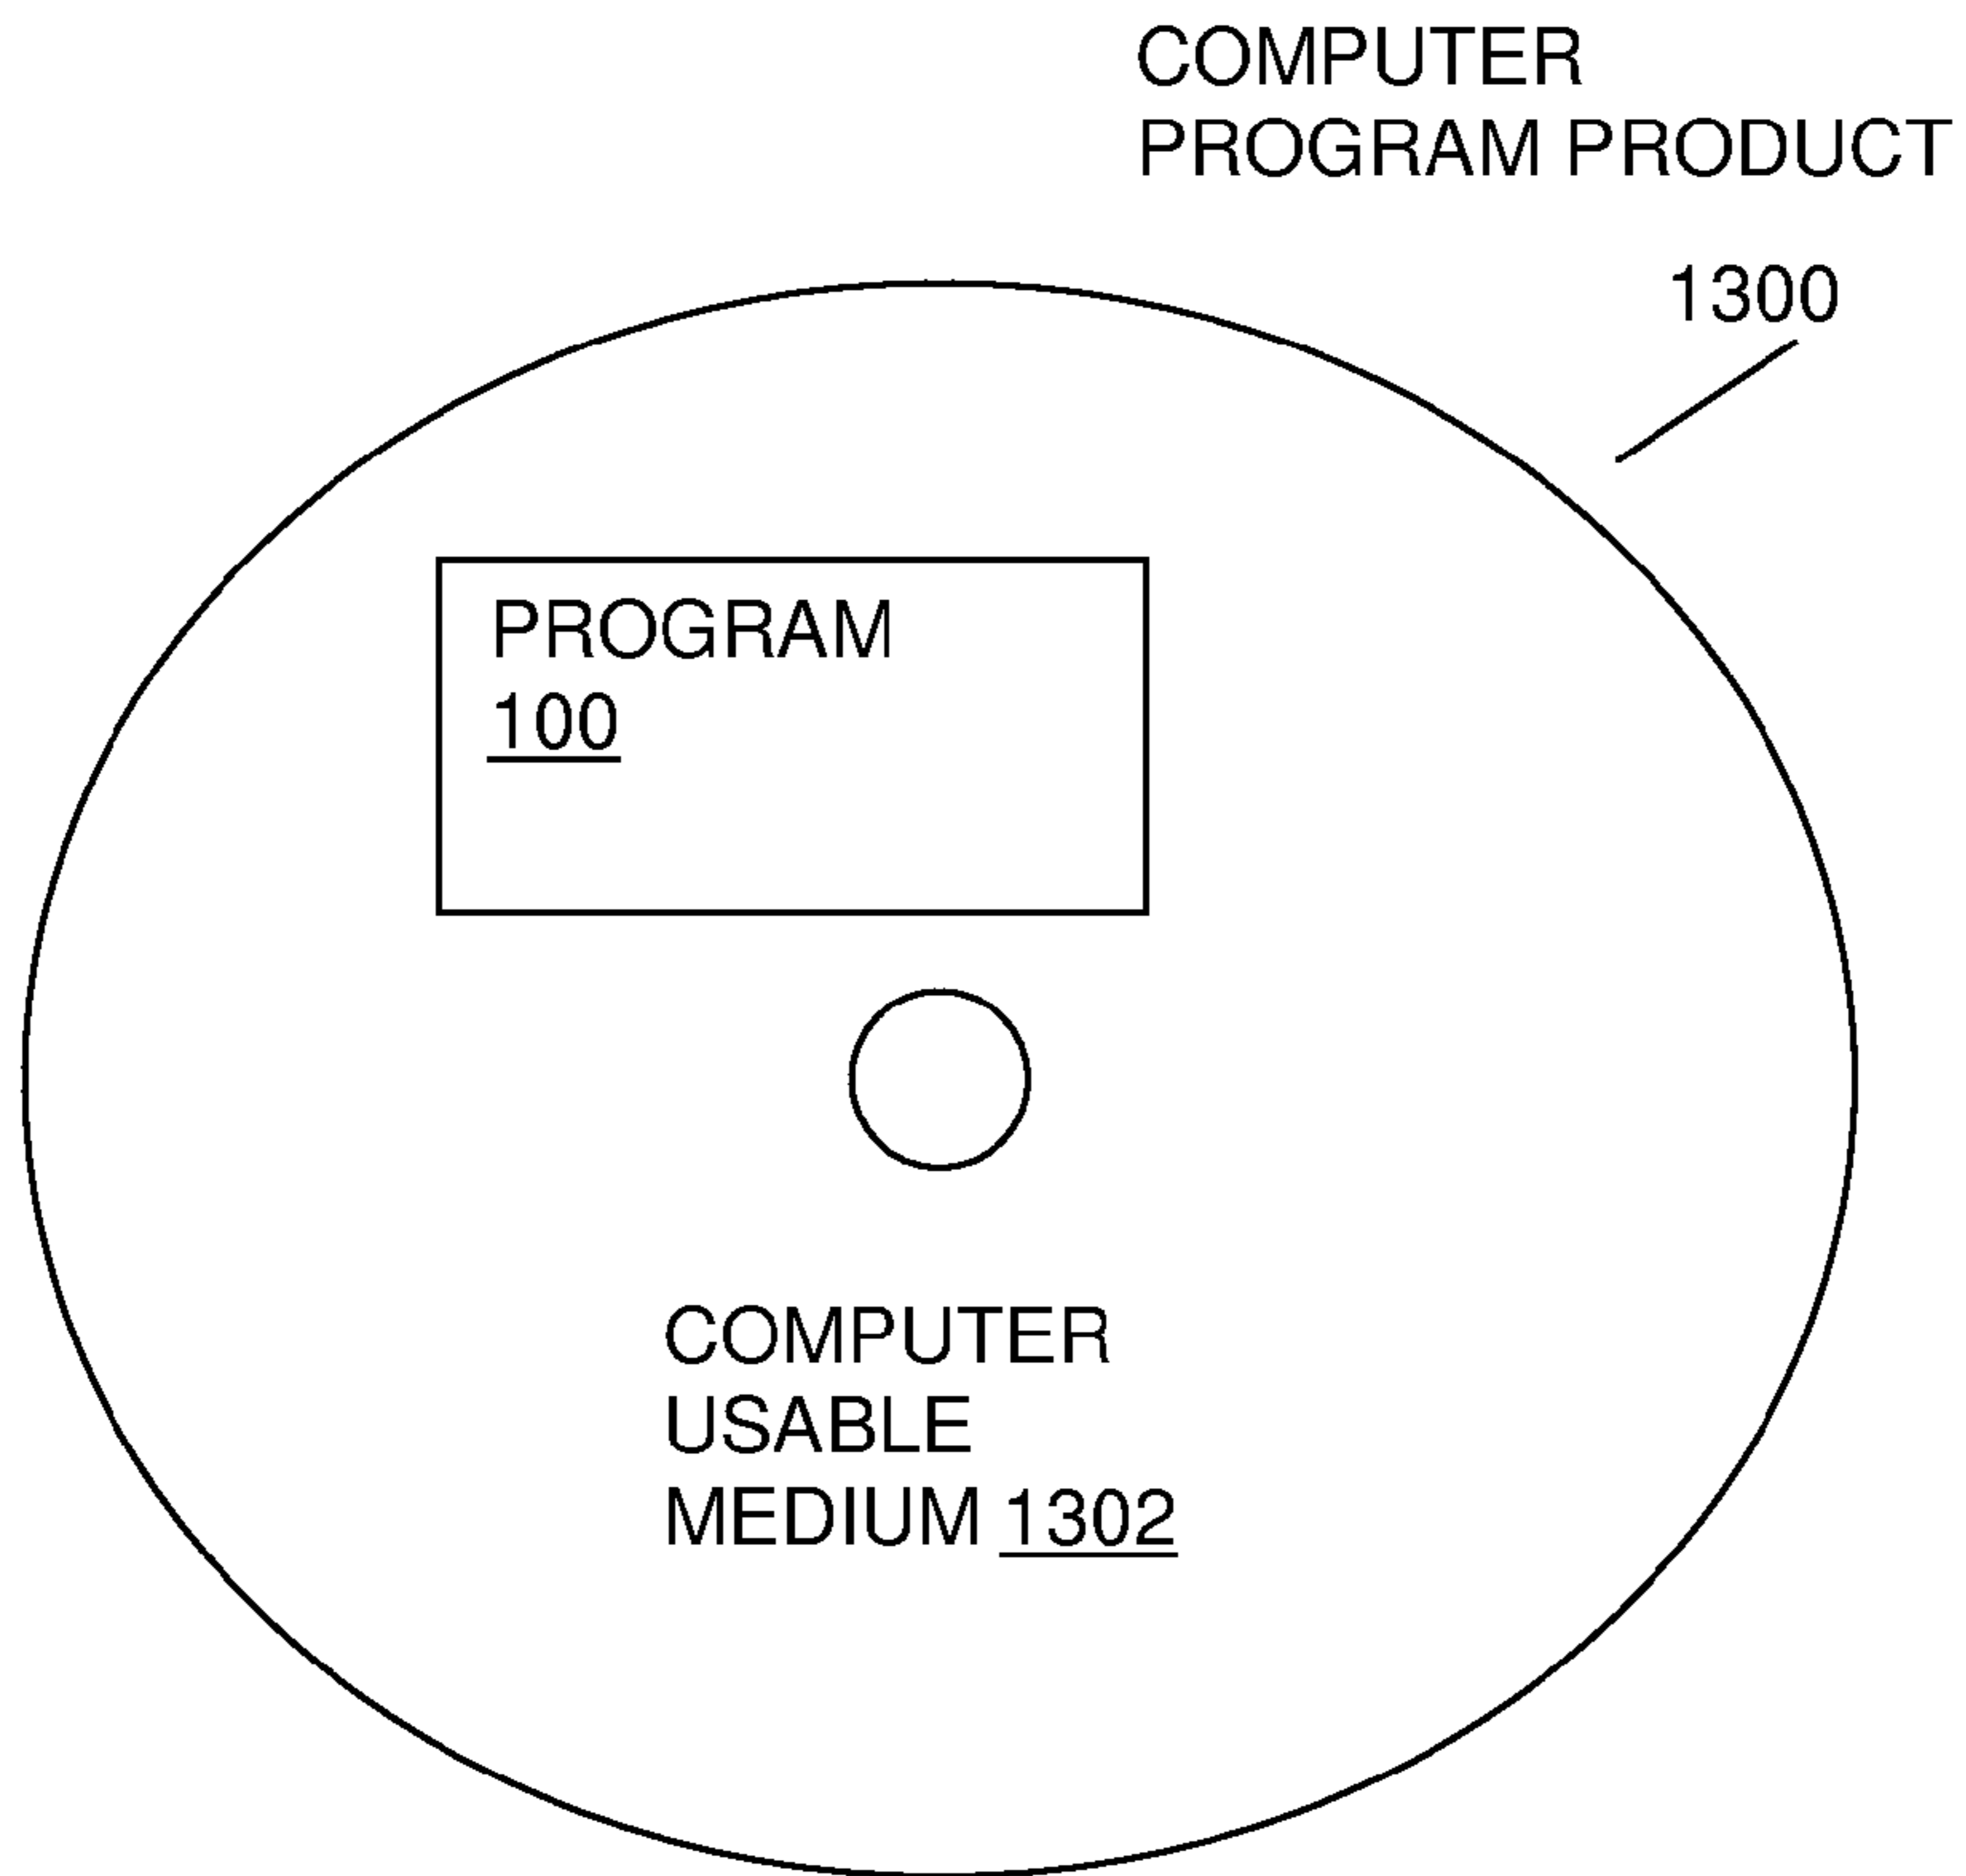 COMPUTER
PROGRAM PRODUCT
1300
PROGRAM
100
COMPUTER
USABLE
MEDIUM 1302